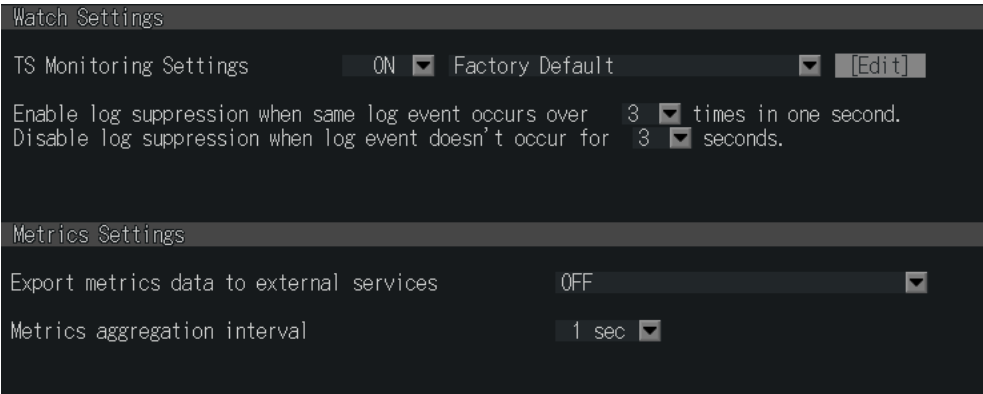 Watch Settings
TS Monitoring Settings ON Factory Default [Edit]
Enable log suppression when same log event occurs over 3 times in one second.
Disable log suppression when log event doesn't occur for 3 seconds.
Metrics Settings
Export metrics data to external services OFF
Metrics aggregation interval 1 sec